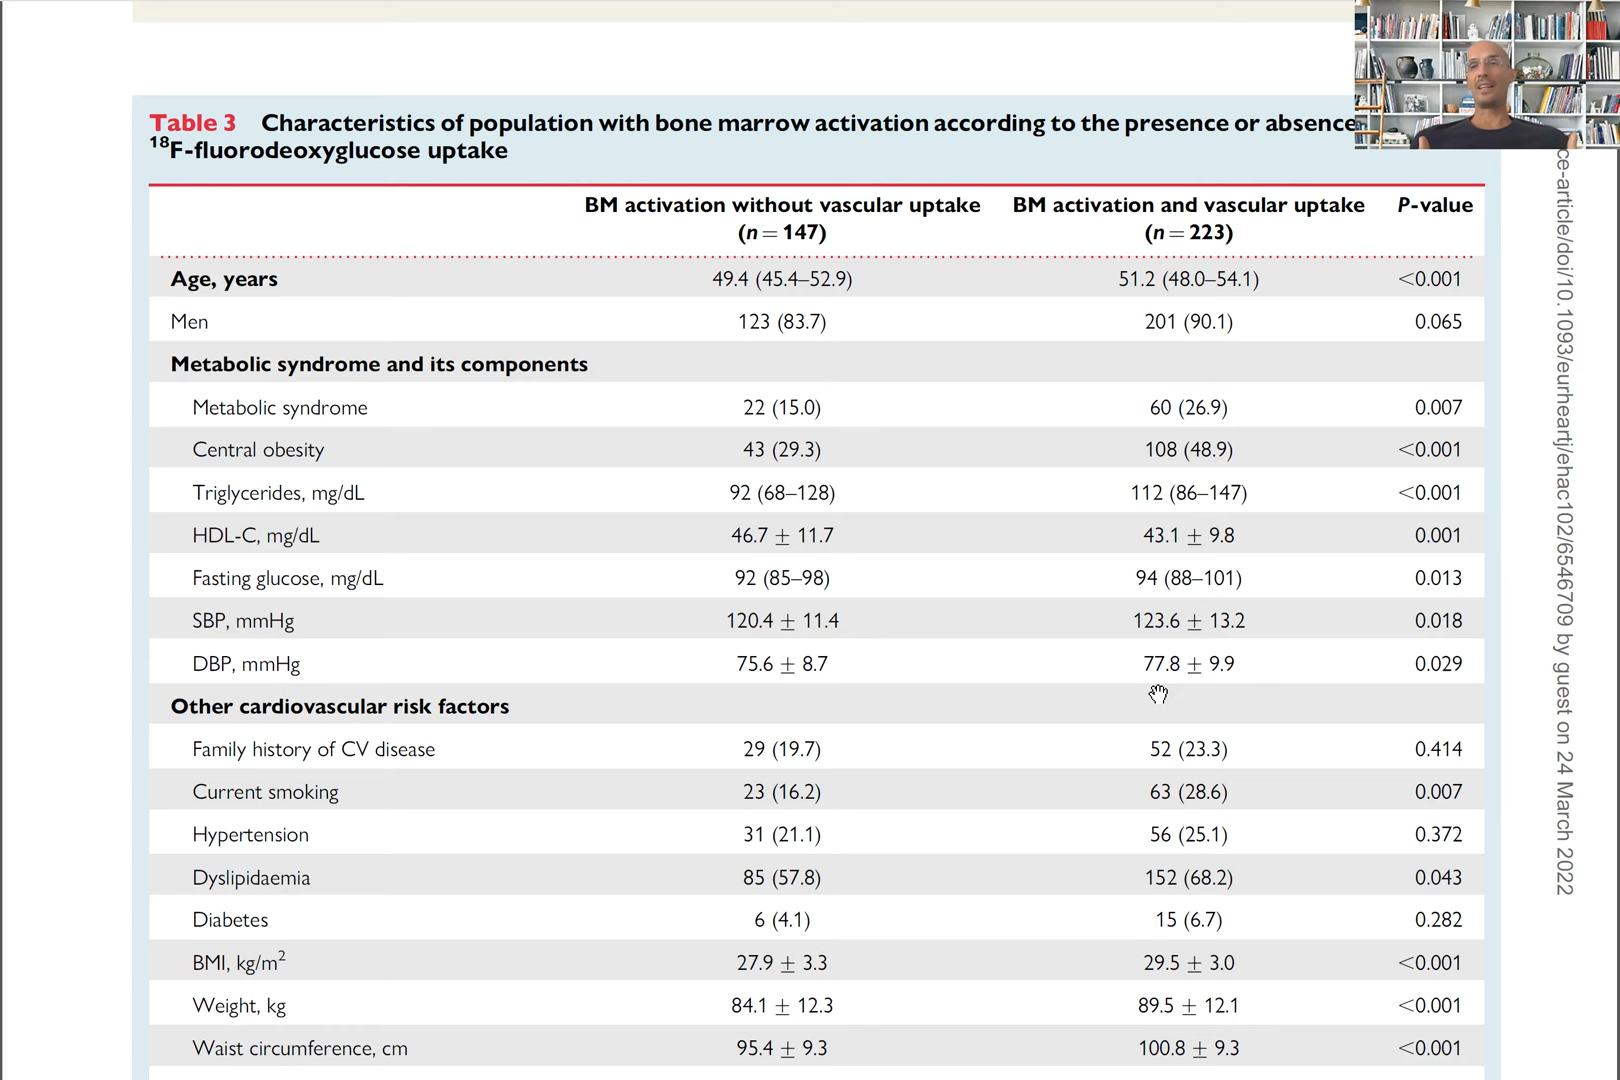 Table 3 Characteristics of population with bone marrow activation according to the presence or absence
¹⁸F-fluorodeoxyglucose uptake
BM activation without vascular uptake (n = 147) BM activation and vascular uptake (n = 223) P-value
Age, years 49.4 (45.4–52.9) 51.2 (48.0–54.1) <0.001
Men 123 (83.7) 201 (90.1) 0.065
Metabolic syndrome and its components
Metabolic syndrome 22 (15.0) 60 (26.9) 0.007
Central obesity 43 (29.3) 108 (48.9) <0.001
Triglycerides, mg/dL 92 (68–128) 112 (86–147) <0.001
HDL-C, mg/dL 46.7 ± 11.7 43.1 ± 9.8 0.001
Fasting glucose, mg/dL 92 (85–98) 94 (88–101) 0.013
SBP, mmHg 120.4 ± 11.4 123.6 ± 13.2 0.018
DBP, mmHg 75.6 ± 8.7 77.8 ± 9.9 0.029
Other cardiovascular risk factors
Family history of CV disease 29 (19.7) 52 (23.3) 0.414
Current smoking 23 (16.2) 63 (28.6) 0.007
Hypertension 31 (21.1) 56 (25.1) 0.372
Dyslipidaemia 85 (57.8) 152 (68.2) 0.043
Diabetes 6 (4.1) 15 (6.7) 0.282
BMI, kg/m² 27.9 ± 3.3 29.5 ± 3.0 <0.001
Weight, kg 84.1 ± 12.3 89.5 ± 12.1 <0.001
Waist circumference, cm 95.4 ± 9.3 100.8 ± 9.3 <0.001
ce-article/doi/10.1093/eurheartj/ehac102/6546709 by guest on 24 March 2022